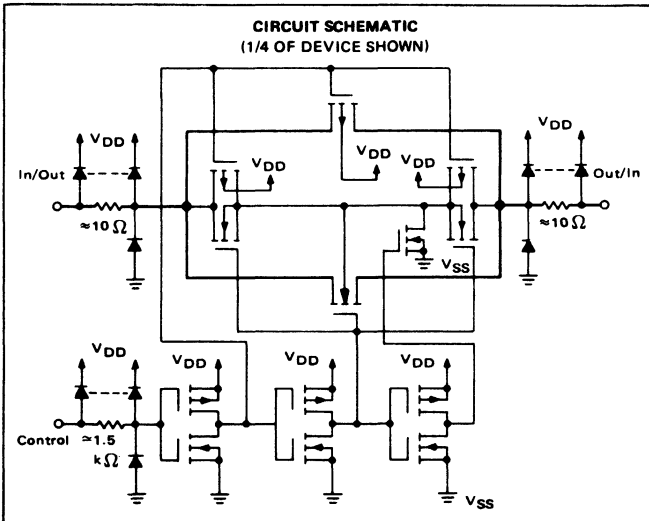 CIRCUIT SCHEMATIC
(1/4 OF DEVICE SHOWN)
VDD
VDD
VDD
VDD
VDD
In/Out
Out/In
≈10 Ω
≈10 Ω
VSS
VDD
VDD
VDD
VDD
Control
≃1.5
kΩ
VSS